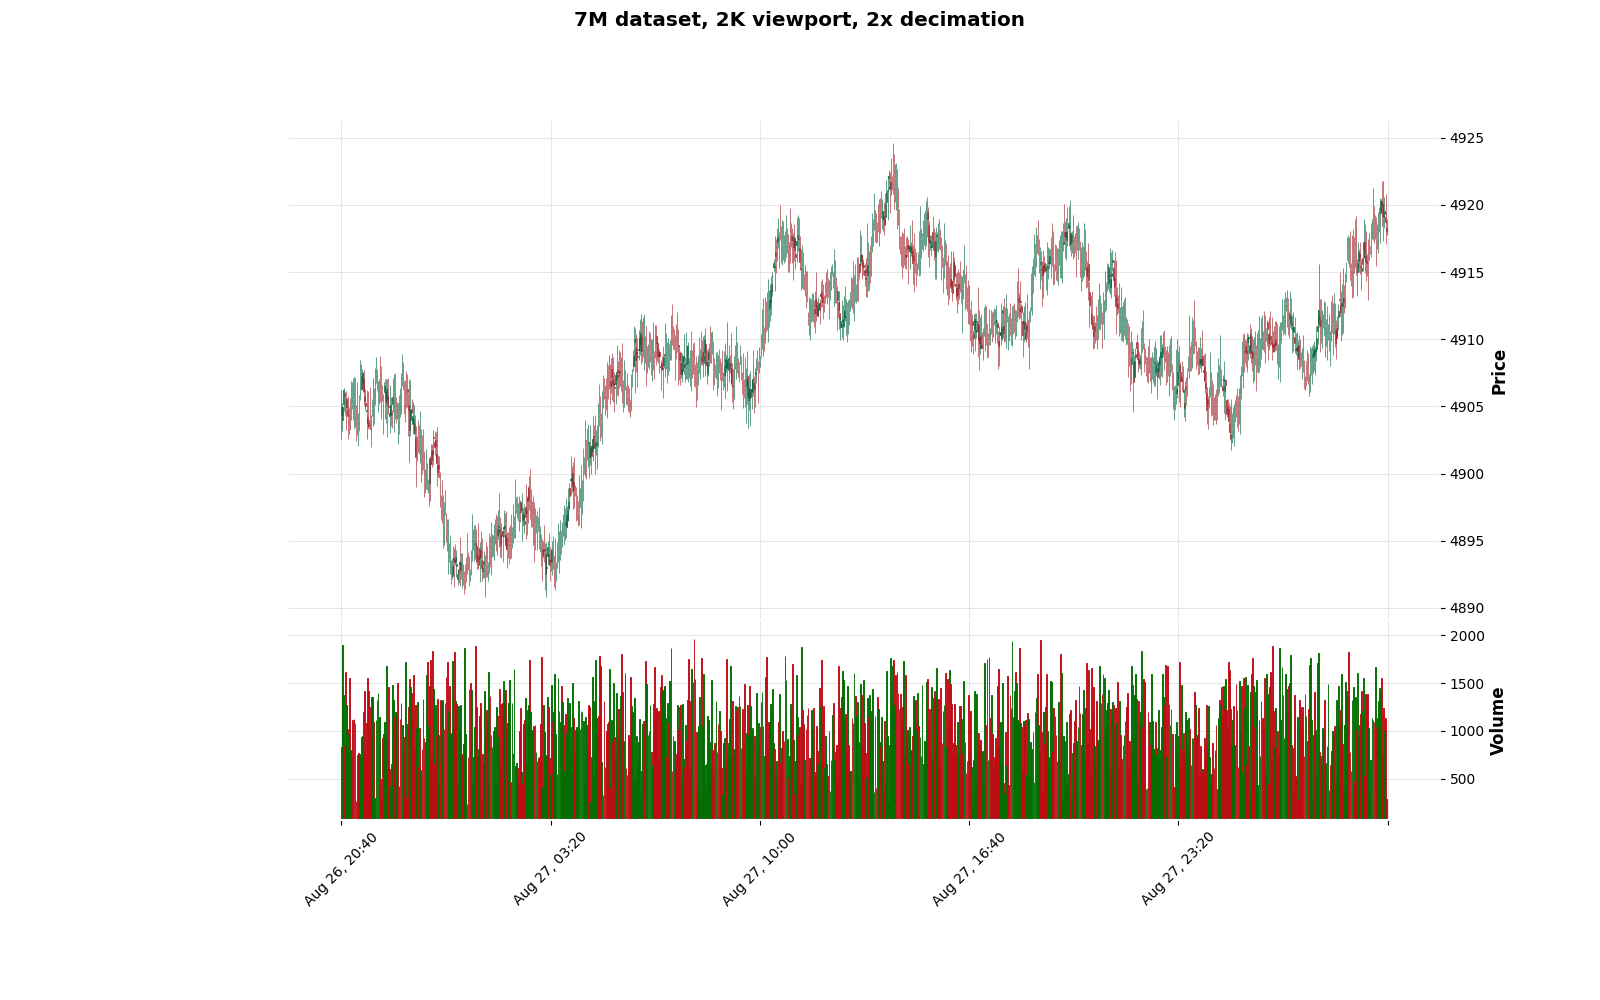 7M dataset, 2K viewport, 2x decimation
4925
4920
4915
4910
4905
4900
4895
4890
Price
2000
1500
1000
500
Volume
Aug 26, 20:40
Aug 27, 03:20
Aug 27, 10:00
Aug 27, 16:40
Aug 27, 23:20